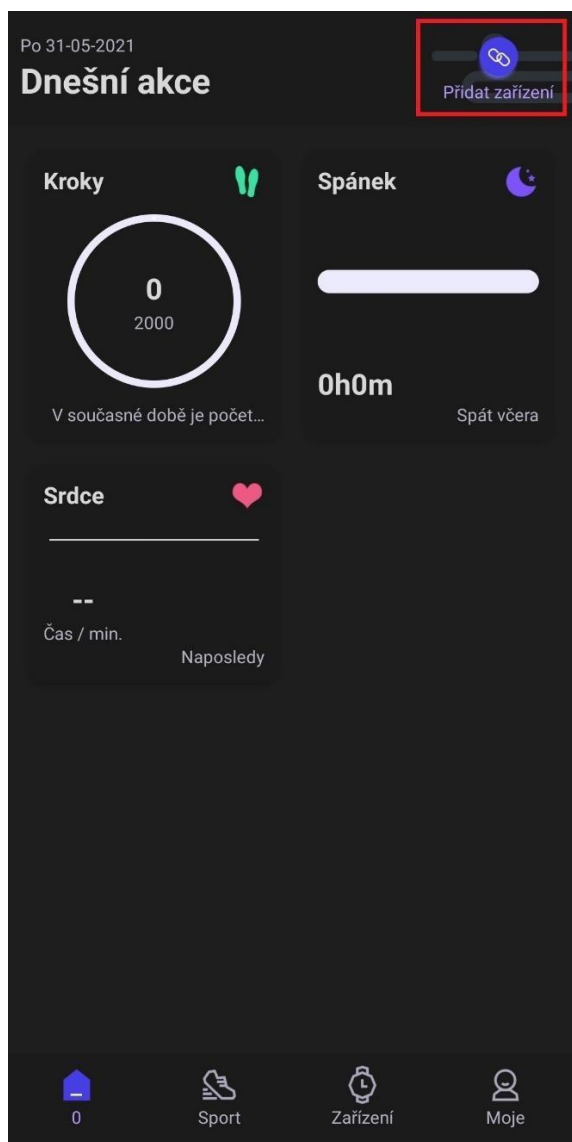 Po 31-05-2021
Dnešní akce
Přidat zařízení
Kroky
0
2000
V současné době je počet...
Spánek
0h0m
Spát včera
Srdce
--
Čas / min.
Naposledy
0
Sport
Zařízení
Moje